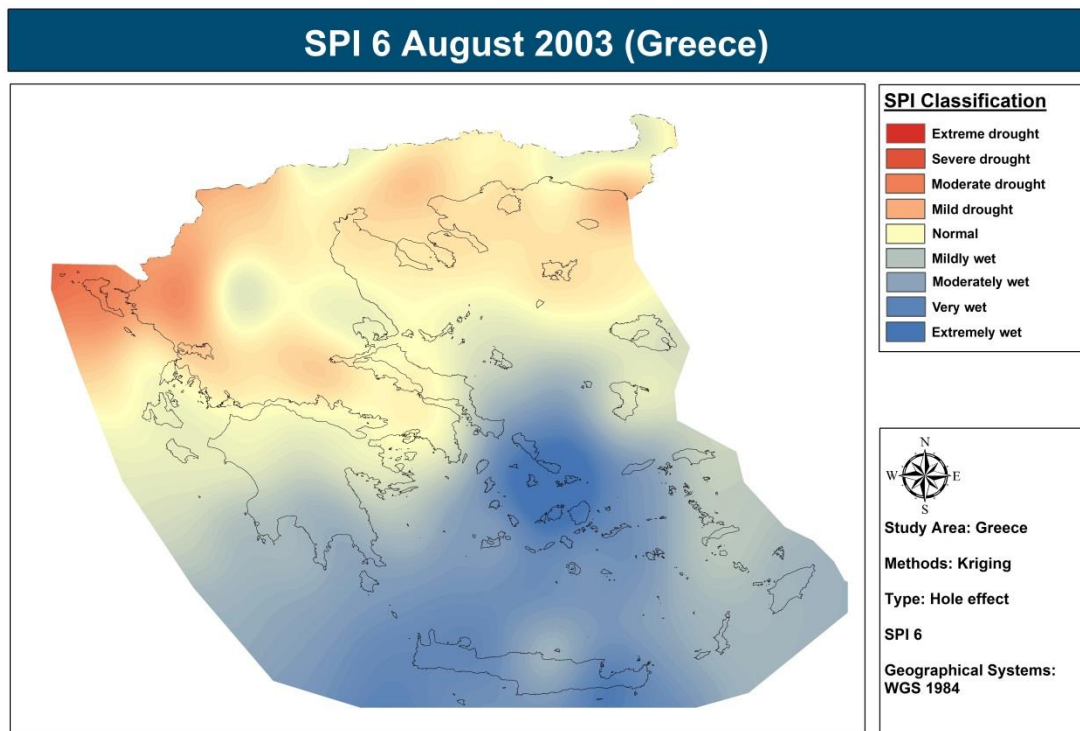 SPI 6 August 2003 (Greece)
SPI Classification
Extreme drought
Severe drought
Moderate drought
Mild drought
Normal
Mildly wet
Moderately wet
Very wet
Extremely wet
N
W E
S
Study Area: Greece
Methods: Kriging
Type: Hole effect
SPI 6
Geographical Systems:
WGS 1984